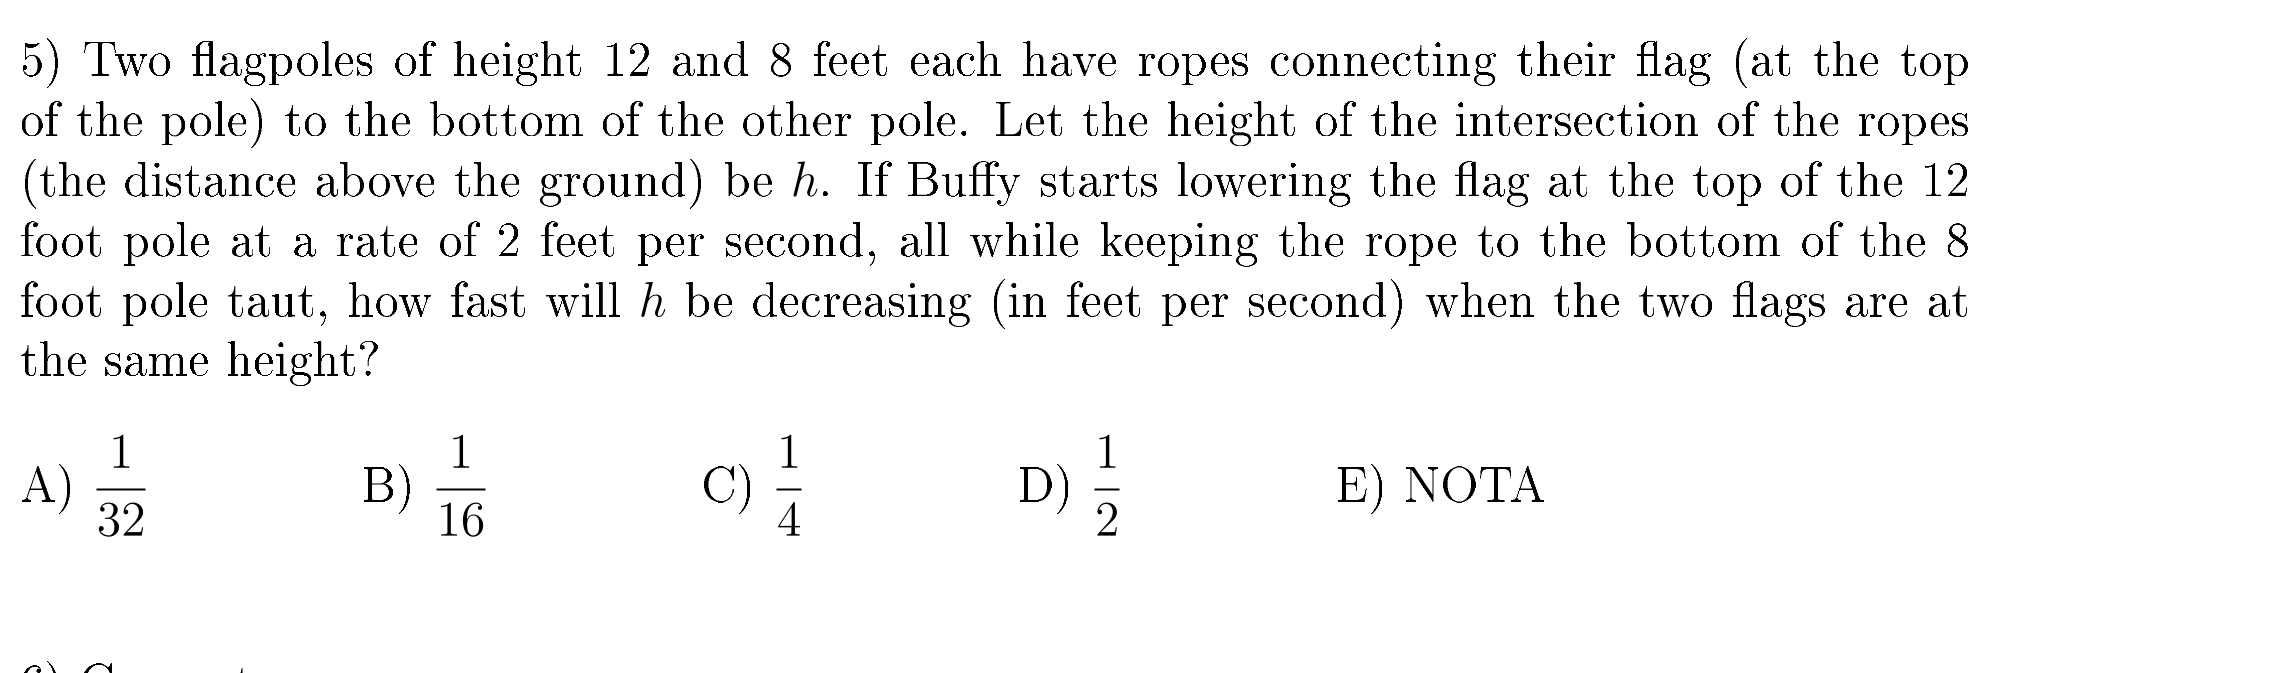 5) Two flagpoles of height 12 and 8 feet each have ropes connecting their flag (at the top
of the pole) to the bottom of the other pole. Let the height of the intersection of the ropes
(the distance above the ground) be h. If Buffy starts lowering the flag at the top of the 12
foot pole at a rate of 2 feet per second, all while keeping the rope to the bottom of the 8
foot pole taut, how fast will h be decreasing (in feet per second) when the two flags are at
the same height?
A) 1/32 B) 1/16 C) 1/4 D) 1/2 E) NOTA